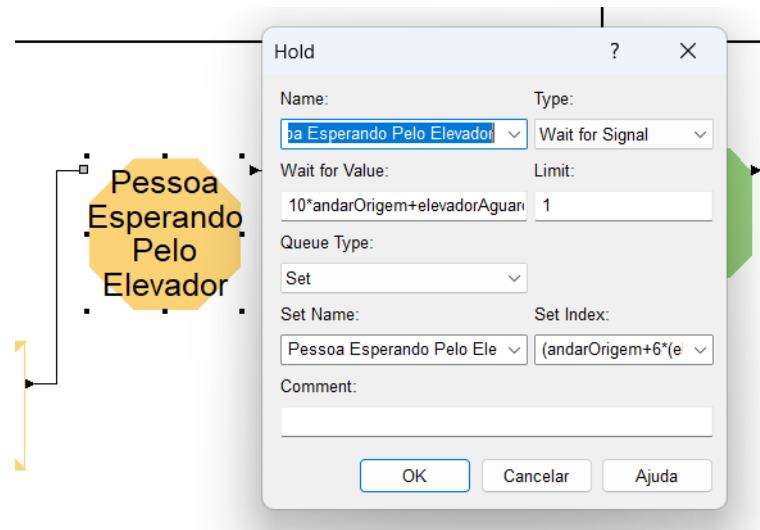 Hold ? ×
Name: Type:
oa Esperando Pelo Elevador Wait for Signal
Wait for Value: Limit:
10*andarOrigem+elevadorAguar 1
Queue Type:
Set
Set Name: Set Index:
Pessoa Esperando Pelo Ele (andarOrigem+6*(el
Comment:
OK Cancelar Ajuda
Pessoa
Esperando
Pelo
Elevador